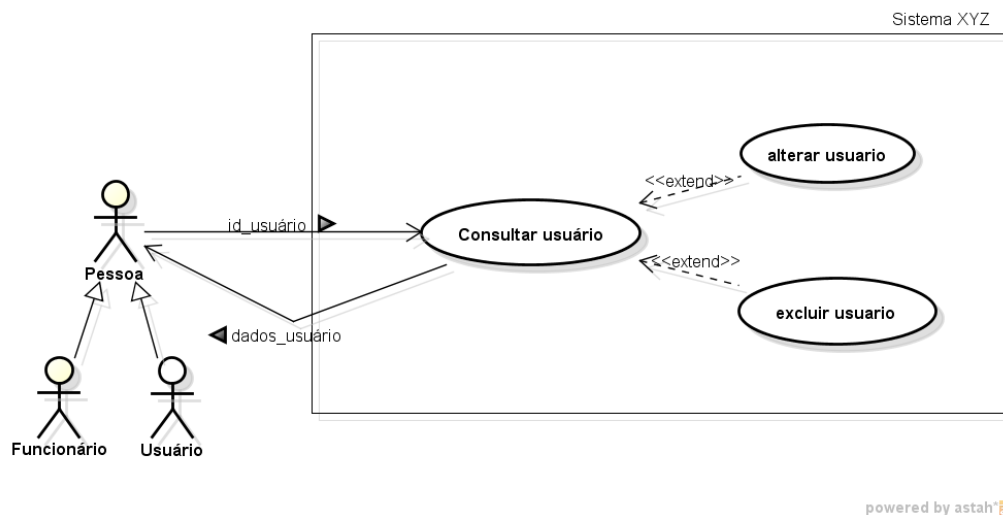 Sistema XYZ
alterar usuario
<<extend>>
id_usuário
Consultar usuário
<<extend>>
Pessoa
excluir usuario
dados_usuário
Funcionário
Usuário
powered by astah*